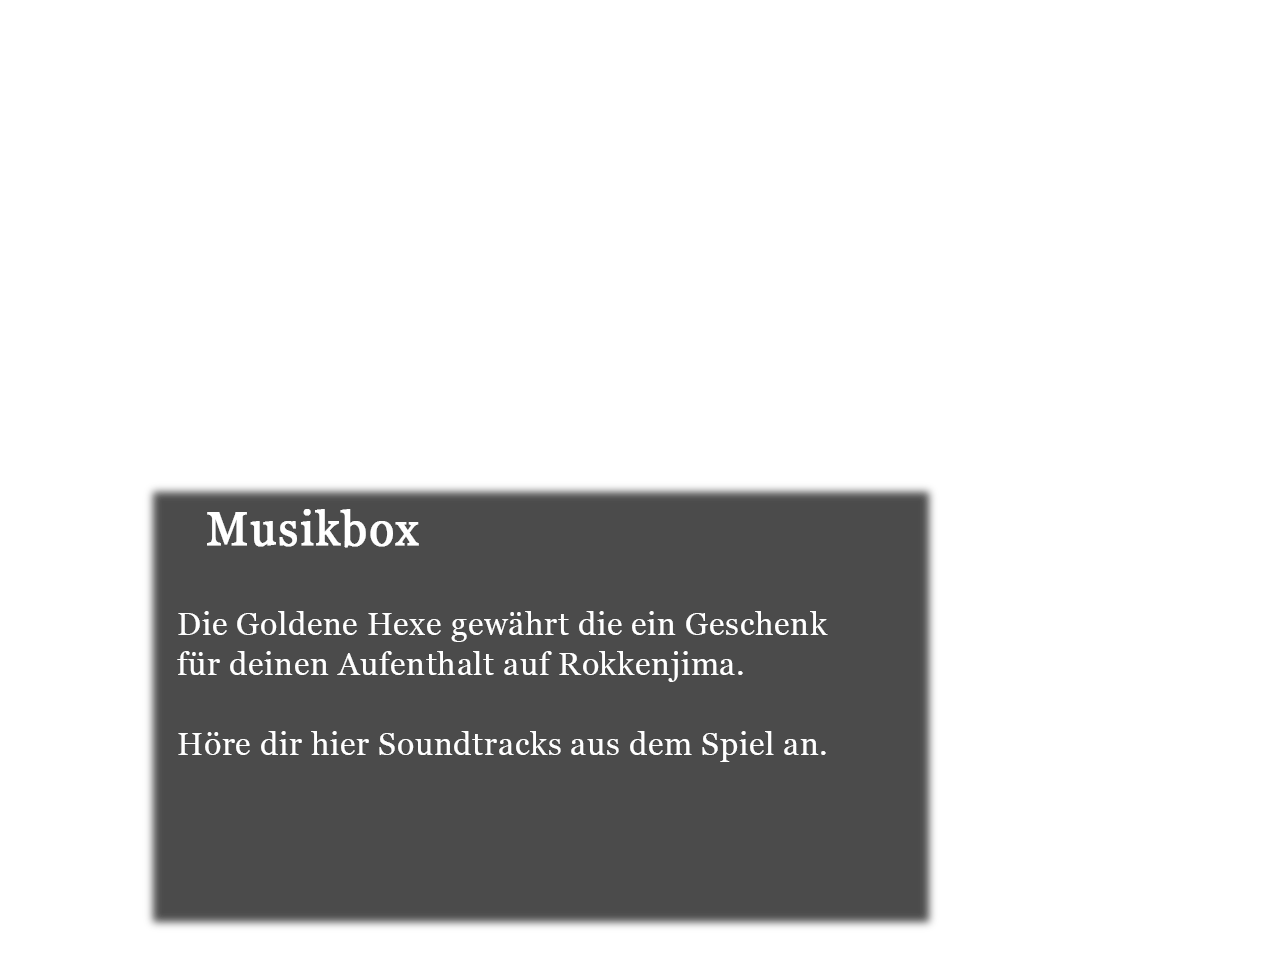 Musikbox
Die Goldene Hexe gewährt die ein Geschenk
für deinen Aufenthalt auf Rokkenjima.
Höre dir hier Soundtracks aus dem Spiel an.